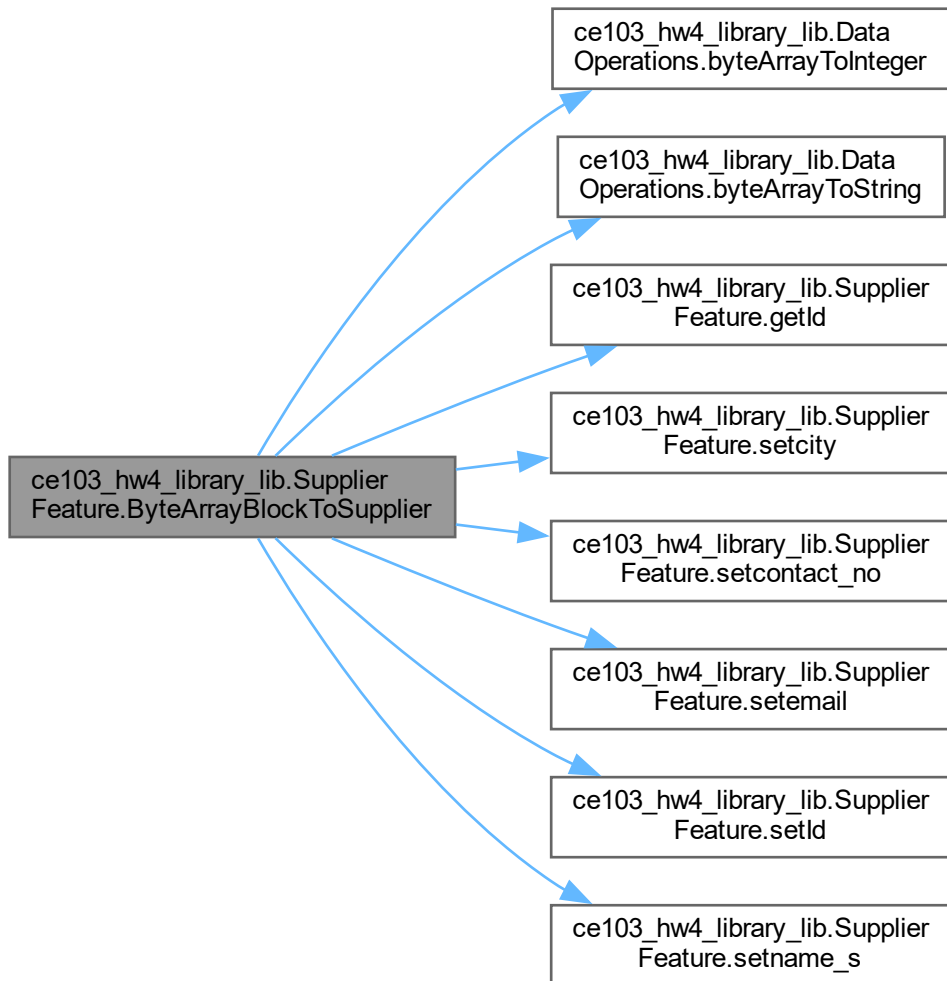 ce103_hw4_library_lib.Data
Operations.byteArrayToInteger
ce103_hw4_library_lib.Data
Operations.byteArrayToString
ce103_hw4_library_lib.Supplier
Feature.getId
ce103_hw4_library_lib.Supplier
Feature.setcity
ce103_hw4_library_lib.Supplier
Feature.ByteArrayBlockToSupplier
ce103_hw4_library_lib.Supplier
Feature.setcontact_no
ce103_hw4_library_lib.Supplier
Feature.setemail
ce103_hw4_library_lib.Supplier
Feature.setId
ce103_hw4_library_lib.Supplier
Feature.setname_s